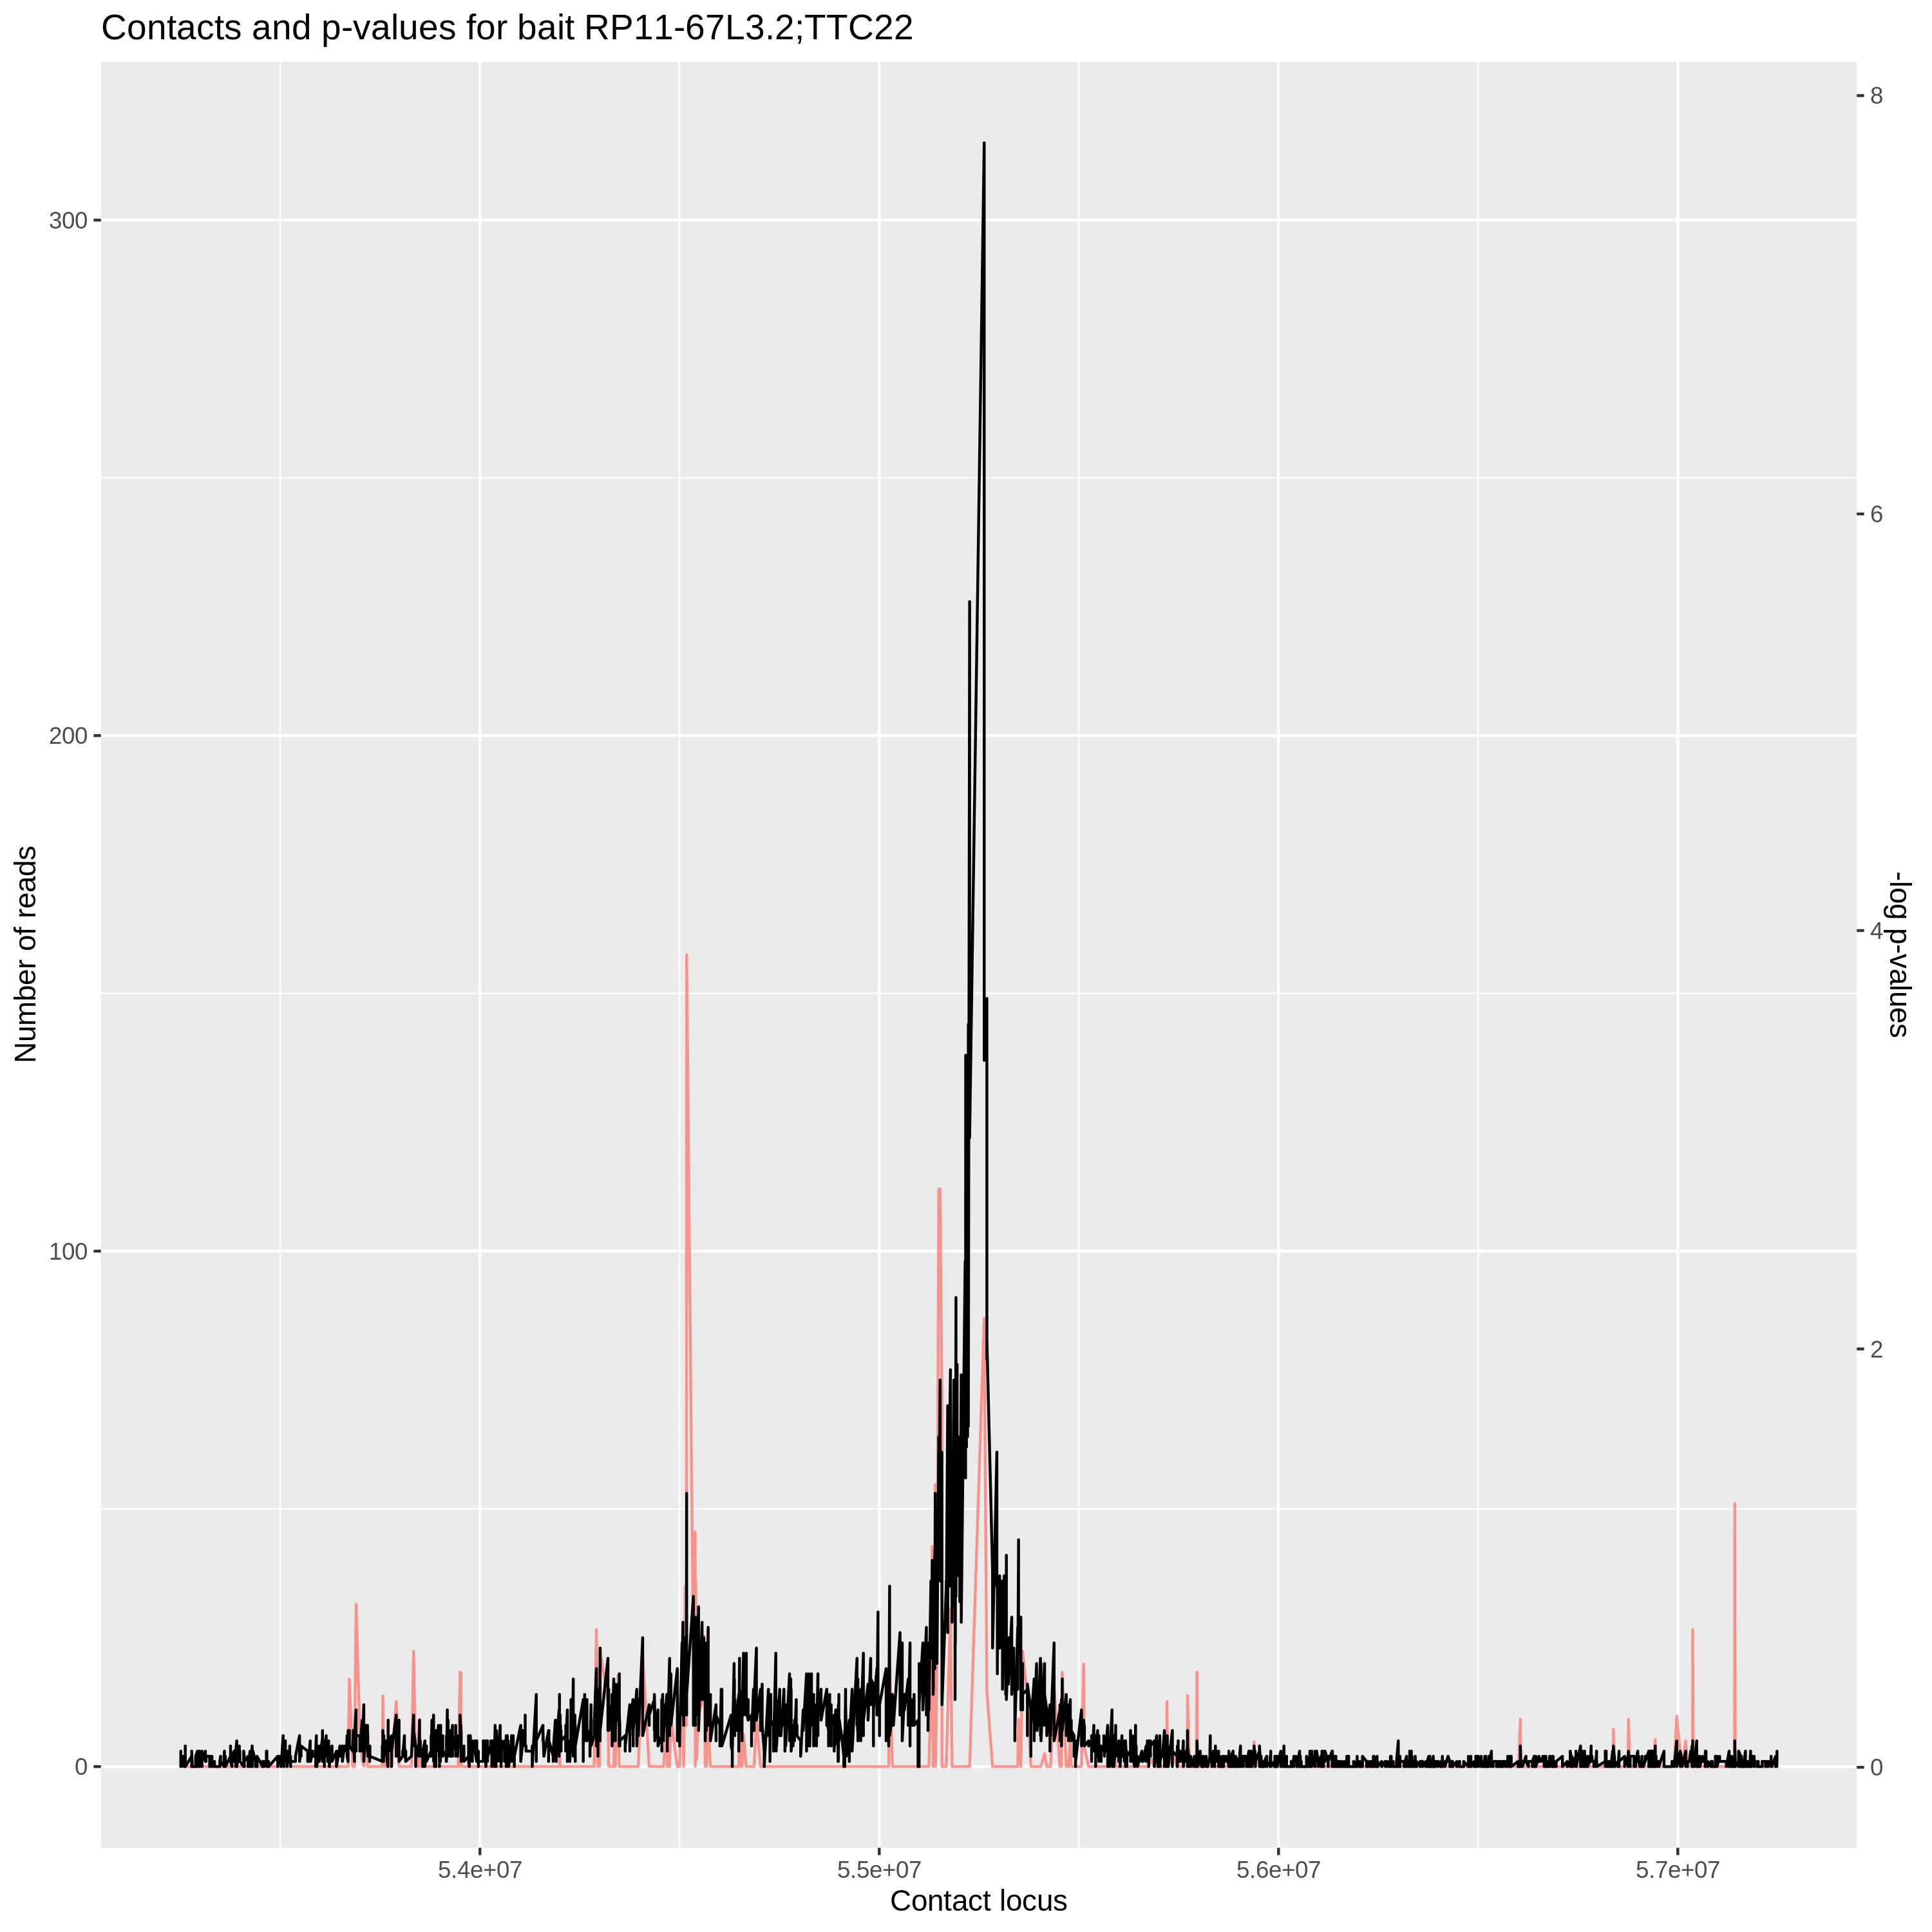 Contacts and p-values for bait RP11-67L3.2;TTC22
8
300
6
200
Number of reads
-log p-values
4
100
2
0
0
5.4e+07
5.5e+07
5.6e+07
5.7e+07
Contact locus